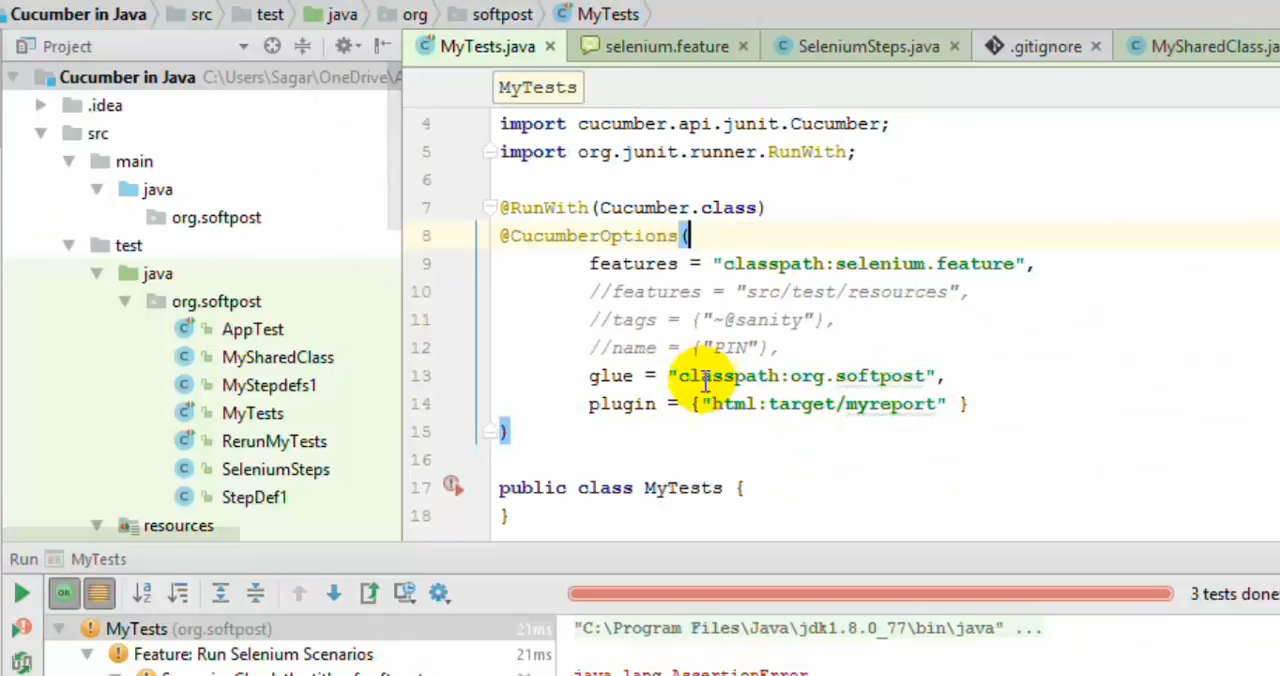 Cucumber in Java src test java org softpost MyTests
Project
MyTests.java selenium.feature SeleniumSteps.java .gitignore MySharedClass.ja
Cucumber in Java C:\Users\Sagar\OneDrive\A
.idea
src
main
java
org.softpost
test
java
org.softpost
AppTest
MySharedClass
MyStepdefs1
MyTests
RerunMyTests
SeleniumSteps
StepDef1
resources
MyTests
4 import cucumber.api.junit.Cucumber;
5 import org.junit.runner.RunWith;
6
7 @RunWith(Cucumber.class)
8 @CucumberOptions(
9 features = "classpath:selenium.feature",
10 //features = "src/test/resources",
11 //tags = {"~@sanity"},
12 //name = {"PIN"},
13 glue = "classpath:org.softpost",
14 plugin = {"html:target/myreport" }
15 )
16
17 public class MyTests {
18 }
Run MyTests
OK
3 tests done
MyTests (org.softpost) 21ms
Feature: Run Selenium Scenarios 21ms
"C:\Program Files\Java\jdk1.8.0_77\bin\java" ...
java.lang.AssertionError